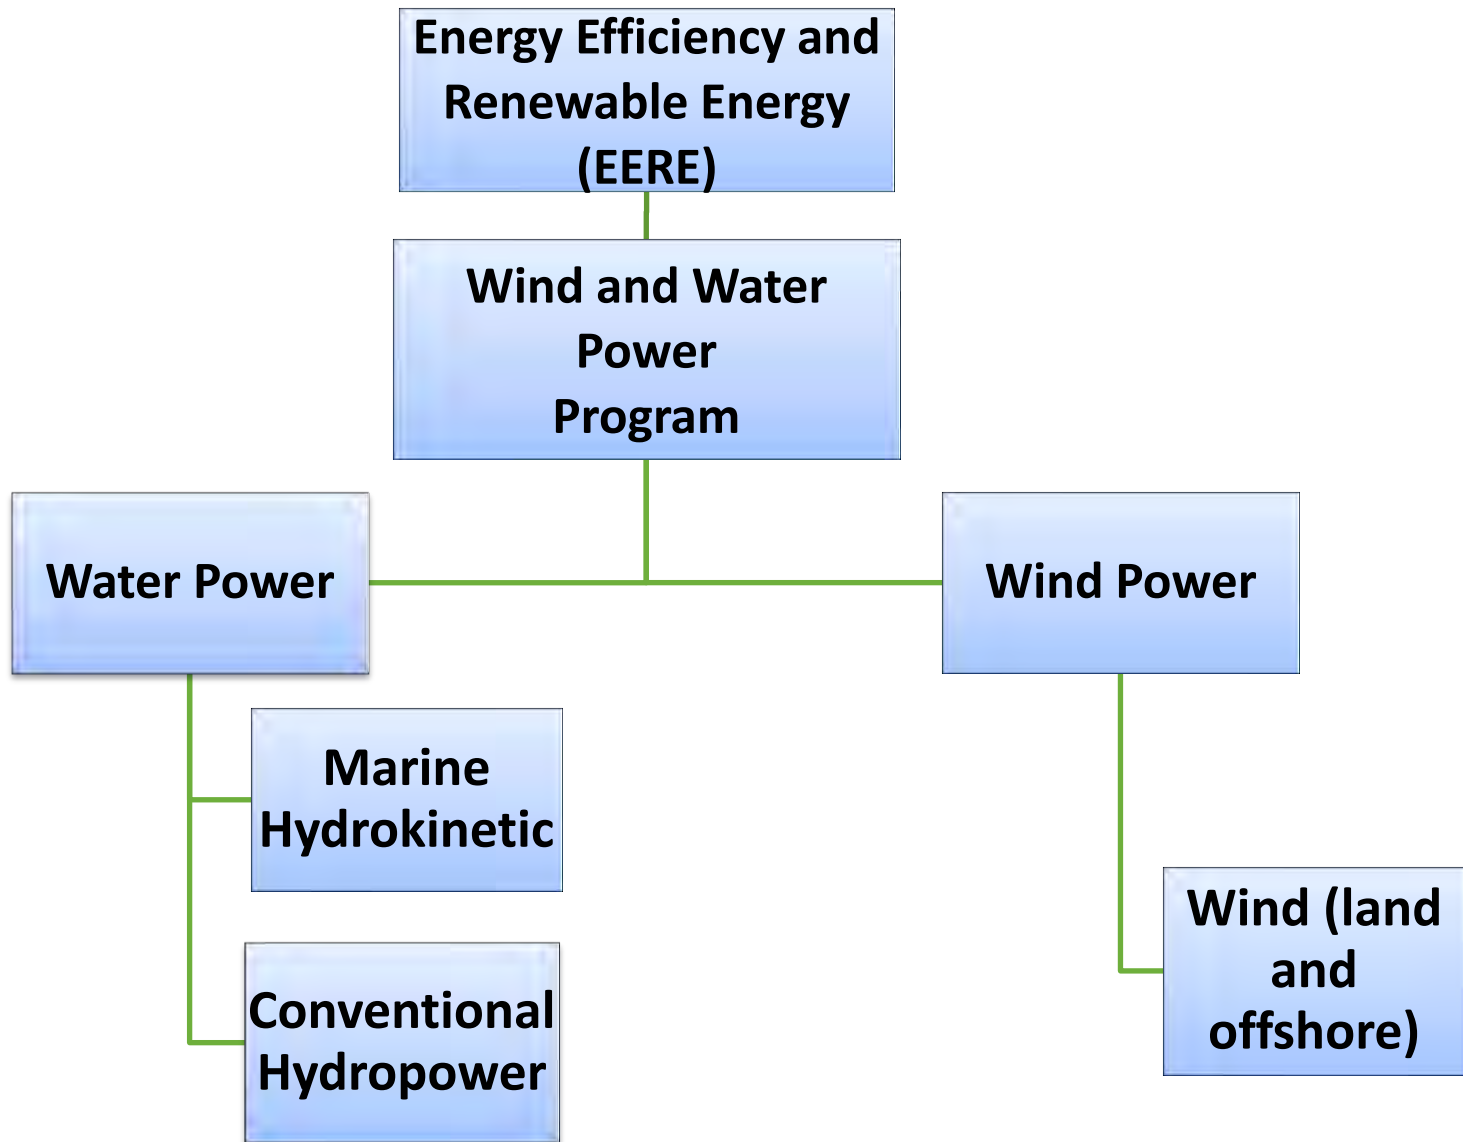 Energy Efficiency and
Renewable Energy
(EERE)
Wind and Water
Power
Program
Water Power
Wind Power
Marine
Hydrokinetic
Conventional
Hydropower
Wind (land
and
offshore)